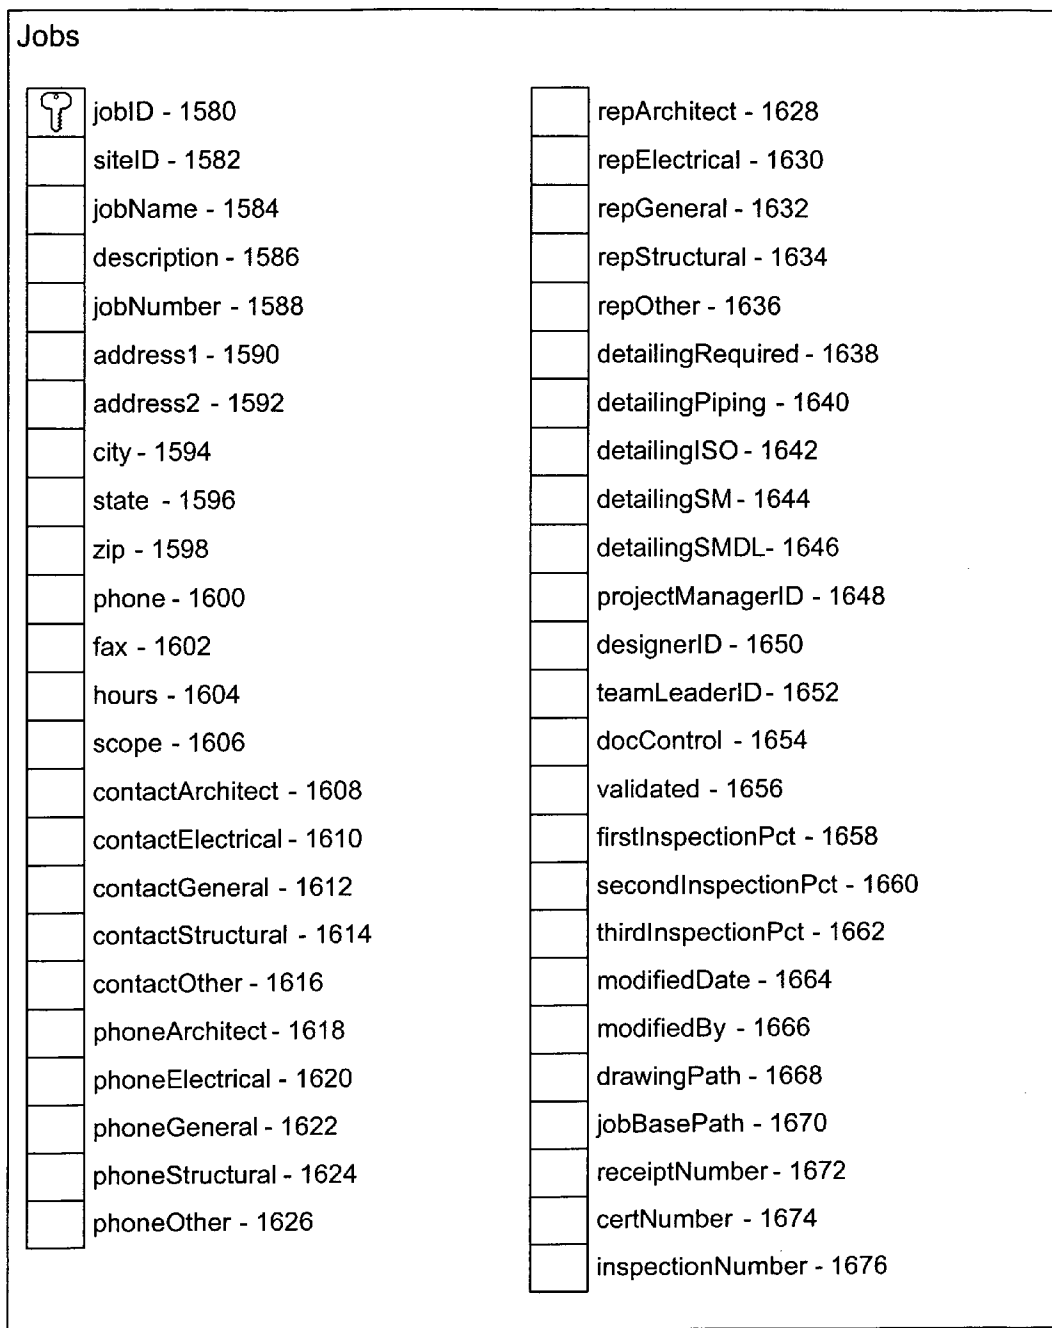 Jobs
jobID - 1580
siteID - 1582
jobName - 1584
description - 1586
jobNumber - 1588
address1 - 1590
address2 - 1592
city - 1594
state - 1596
zip - 1598
phone - 1600
fax - 1602
hours - 1604
scope - 1606
contactArchitect - 1608
contactElectrical - 1610
contactGeneral - 1612
contactStructural - 1614
contactOther - 1616
phoneArchitect - 1618
phoneElectrical - 1620
phoneGeneral - 1622
phoneStructural - 1624
phoneOther - 1626
repArchitect - 1628
repElectrical - 1630
repGeneral - 1632
repStructural - 1634
repOther - 1636
detailingRequired - 1638
detailingPiping - 1640
detailingISO - 1642
detailingSM - 1644
detailingSMDL- 1646
projectManagerID - 1648
designerID - 1650
teamLeaderID - 1652
docControl - 1654
validated - 1656
firstInspectionPct - 1658
secondInspectionPct - 1660
thirdInspectionPct - 1662
modifiedDate - 1664
modifiedBy - 1666
drawingPath - 1668
jobBasePath - 1670
receiptNumber - 1672
certNumber - 1674
inspectionNumber - 1676